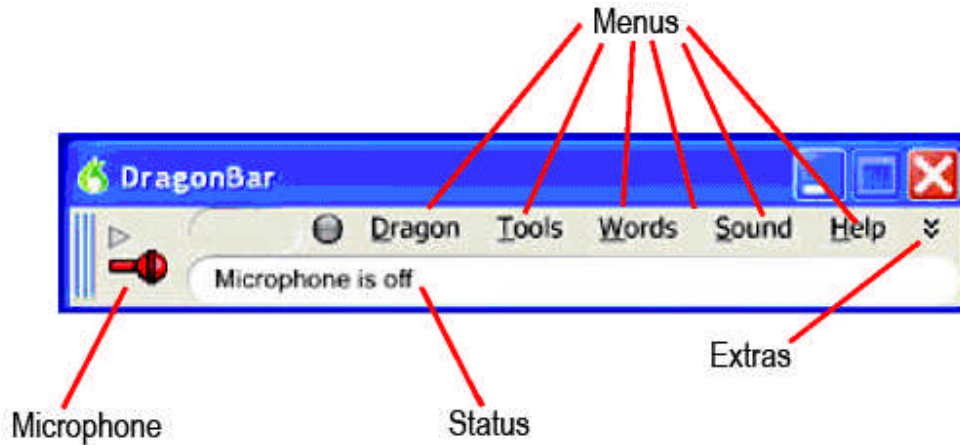 Menus
DragonBar
Dragon Tools Words Sound Help
Microphone is off
Extras
Microphone Status